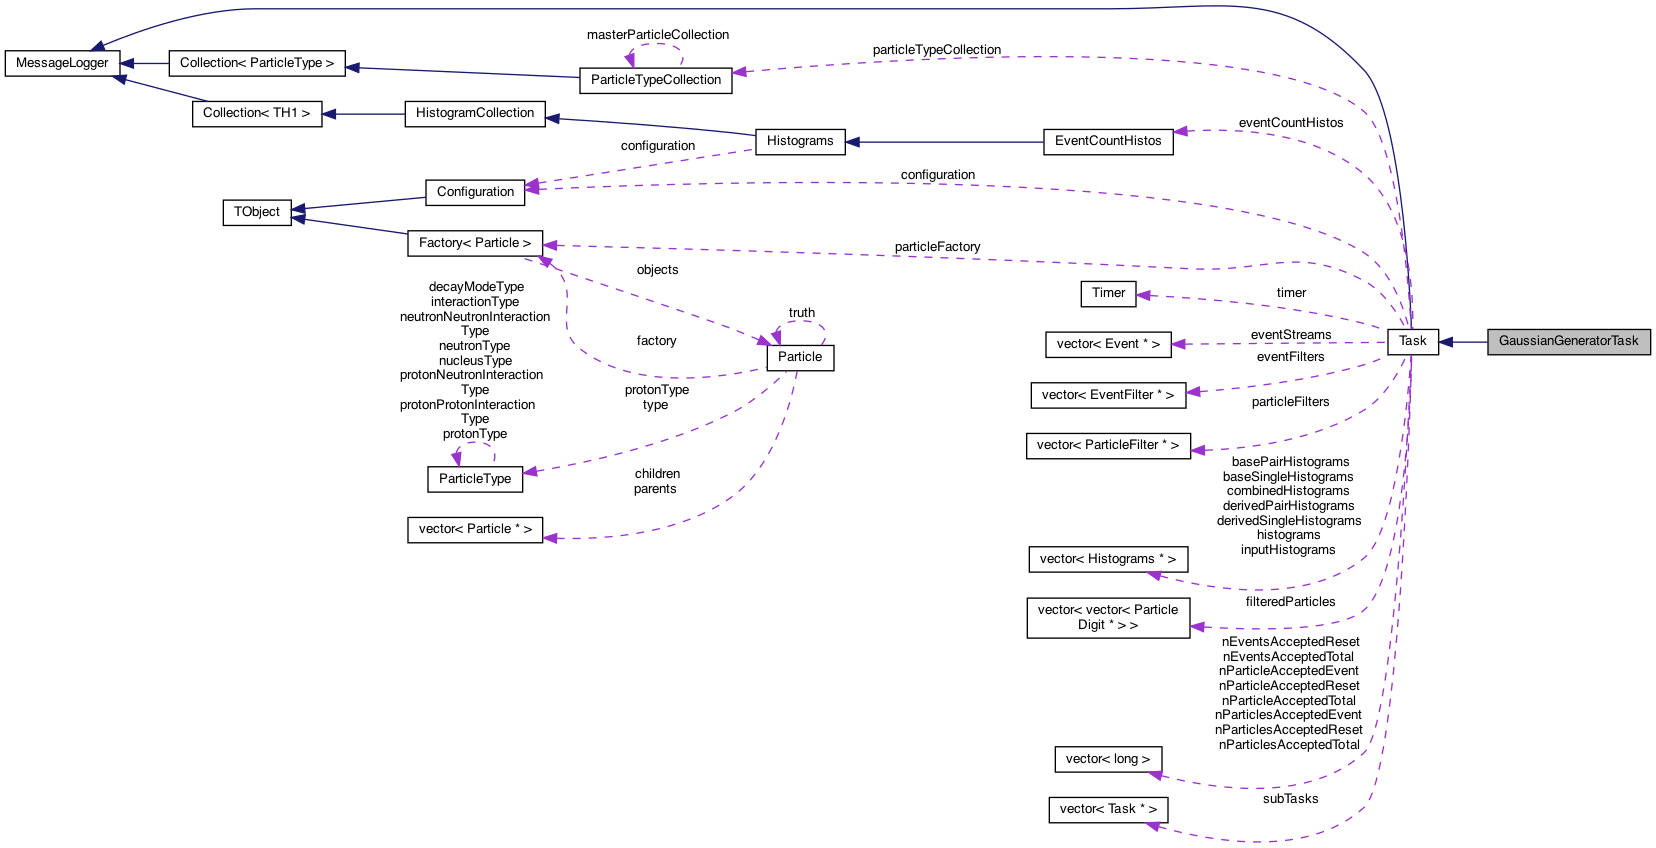 masterParticleCollection
particleTypeCollection
MessageLogger
Collection< ParticleType >
ParticleTypeCollection
Collection< TH1 >
HistogramCollection
eventCountHistos
Histograms
EventCountHistos
configuration
configuration
Configuration
TObject
Factory< Particle >
particleFactory
objects
decayModeType
interactionType
neutronNeutronInteraction
Type
neutronType
nucleusType
protonNeutronInteraction
Type
protonProtonInteraction
Type
protonType
truth
factory
Particle
protonType
type
ParticleType
children
parents
vector< Particle * >
Timer
timer
eventStreams
vector< Event * >
Task
GaussianGeneratorTask
eventFilters
vector< EventFilter * >
particleFilters
vector< ParticleFilter * >
basePairHistograms
baseSingleHistograms
combinedHistograms
derivedPairHistograms
derivedSingleHistograms
histograms
inputHistograms
vector< Histograms * >
filteredParticles
vector< vector< Particle
Digit * > >
nEventsAcceptedReset
nEventsAcceptedTotal
nParticleAcceptedEvent
nParticleAcceptedReset
nParticleAcceptedTotal
nParticlesAcceptedEvent
nParticlesAcceptedReset
nParticlesAcceptedTotal
vector< long >
subTasks
vector< Task * >